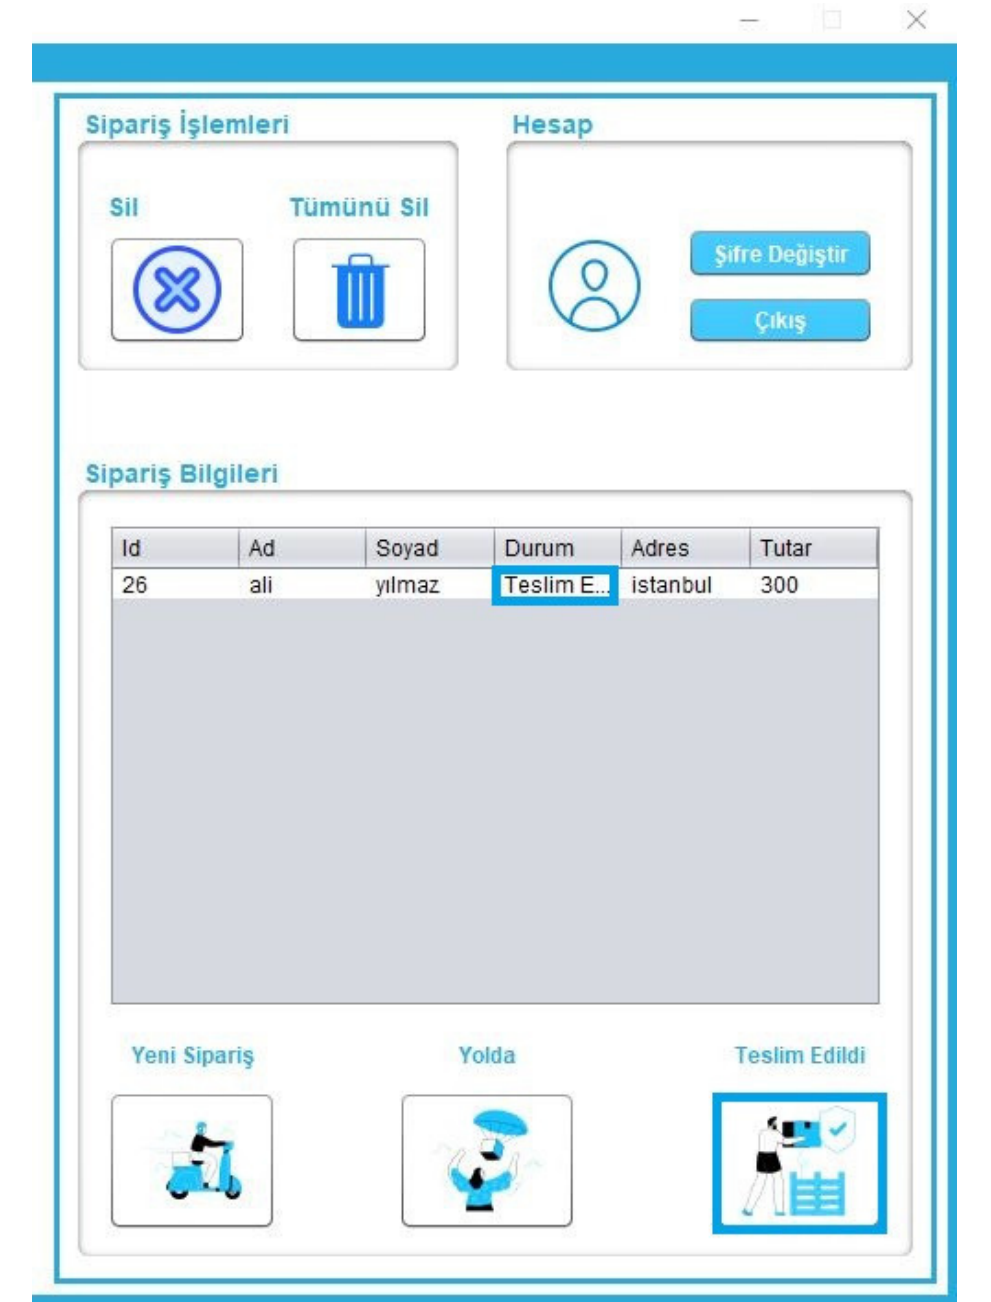 Sipariş İşlemleri
Hesap
Sil
Tümünü Sil
Şifre Değiştir
Çıkış
Sipariş Bilgileri
Id Ad Soyad Durum Adres Tutar
26 ali yılmaz Teslim E... istanbul 300
Yeni Sipariş
Yolda
Teslim Edildi